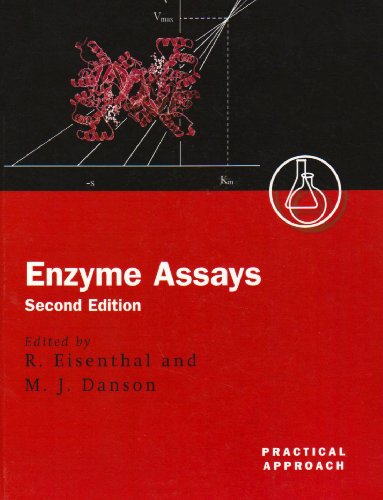 Vmax
-s
Km
Enzyme Assays
Second Edition
Edited by
R. Eisenthal and
M. J. Danson
PRACTICAL
APPROACH